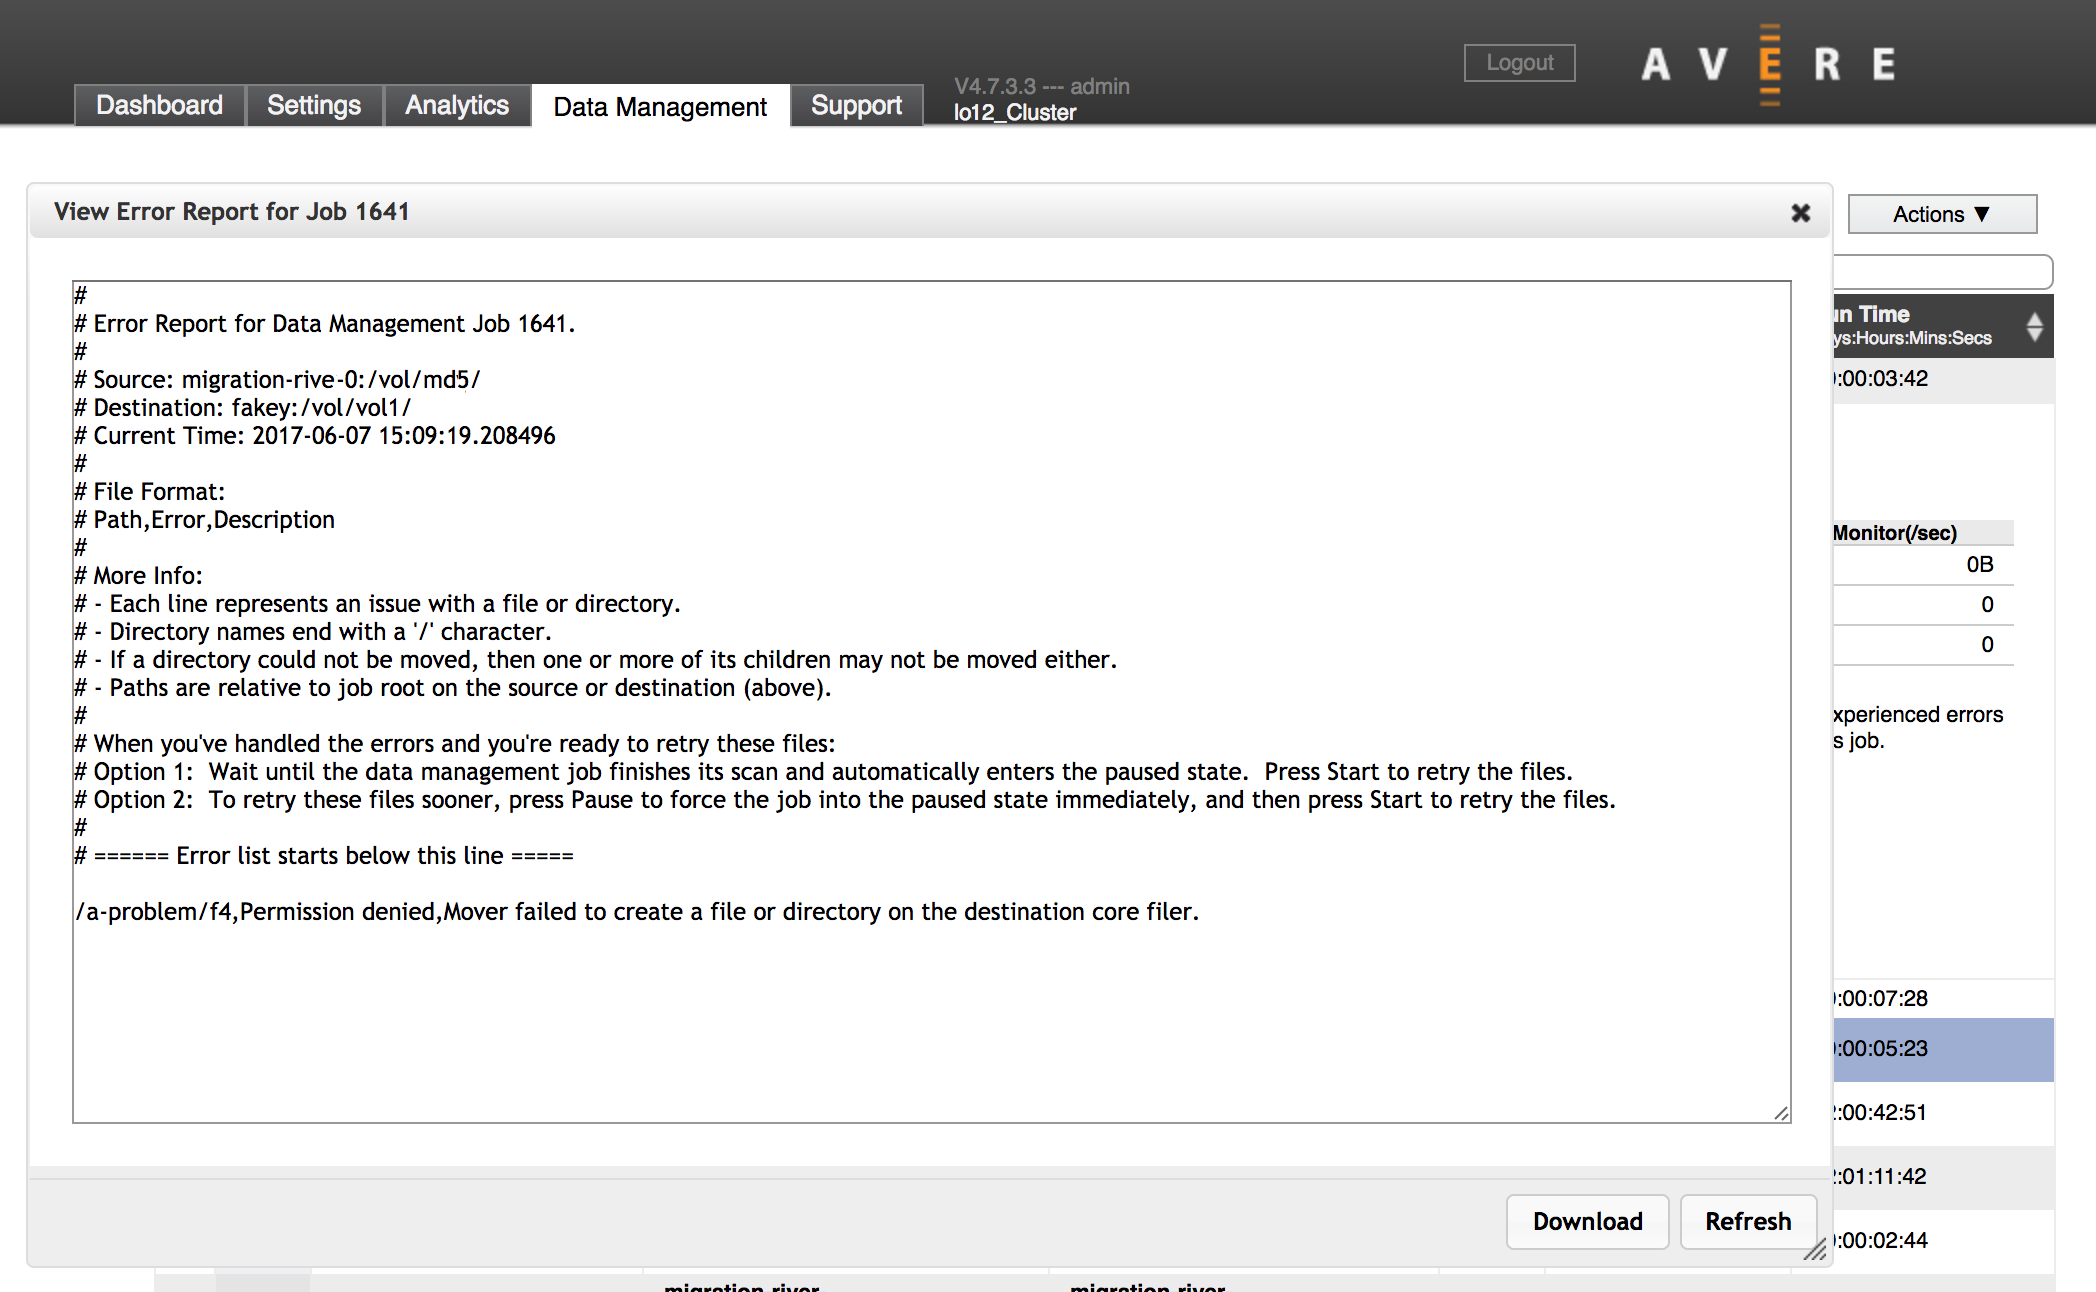 Logout
AVERE
Dashboard
Settings
Analytics
Data Management
Support
V4.7.3.3 --- admin
lo12_Cluster
View Error Report for Job 1641
Actions ▼
#
# Error Report for Data Management Job 1641.
#
# Source: migration-rive-0:/vol/md5/
# Destination: fakey:/vol/vol1/
# Current Time: 2017-06-07 15:09:19.208496
#
# File Format:
# Path,Error,Description
#
# More Info:
# - Each line represents an issue with a file or directory.
# - Directory names end with a '/' character.
# - If a directory could not be moved, then one or more of its children may not be moved either.
# - Paths are relative to job root on the source or destination (above).
#
# When you've handled the errors and you're ready to retry these files:
# Option 1:  Wait until the data management job finishes its scan and automatically enters the paused state.  Press Start to retry the files.
# Option 2:  To retry these files sooner, press Pause to force the job into the paused state immediately, and then press Start to retry the files.
#
# ====== Error list starts below this line =====
/a-problem/f4,Permission denied,Mover failed to create a file or directory on the destination core filer.
un Time
ys:Hours:Mins:Secs
:00:03:42
Monitor(/sec)
0B
0
0
xperienced errors
s job.
:00:07:28
:00:05:23
:00:42:51
:01:11:42
:00:02:44
Download
Refresh
migration-river
migration-river